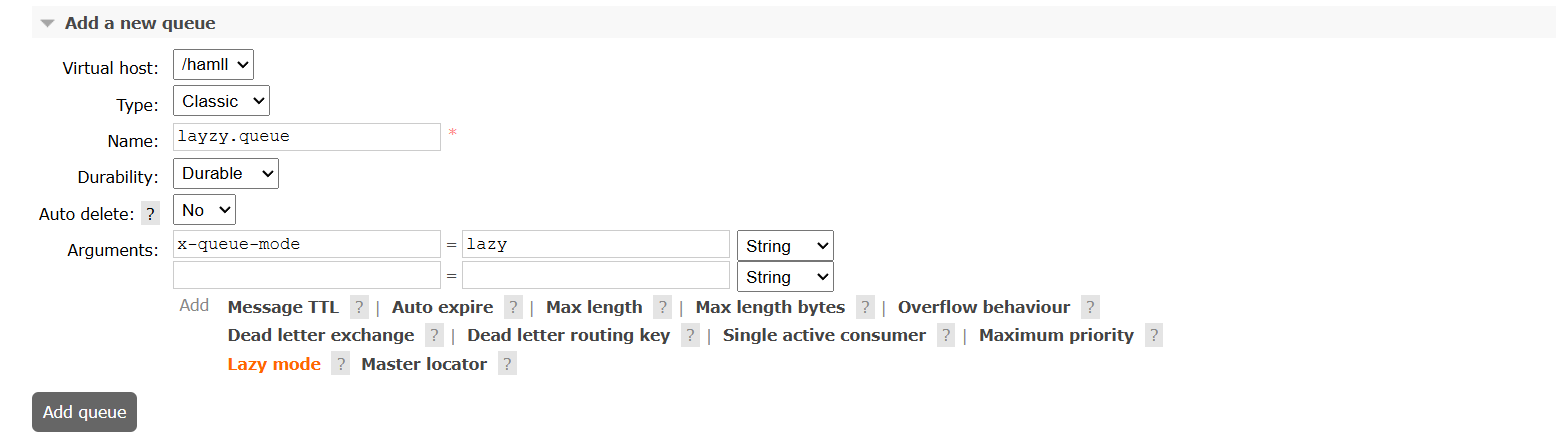 Add a new queue
Virtual host: /hamll
Type: Classic
Name: layzy.queue *
Durability: Durable
Auto delete: ? No
Arguments: x-queue-mode = lazy String
= String
Add Message TTL ? | Auto expire ? | Max length ? | Max length bytes ? | Overflow behaviour ?
Dead letter exchange ? | Dead letter routing key ? | Single active consumer ? | Maximum priority ?
Lazy mode ? Master locator ?
Add queue